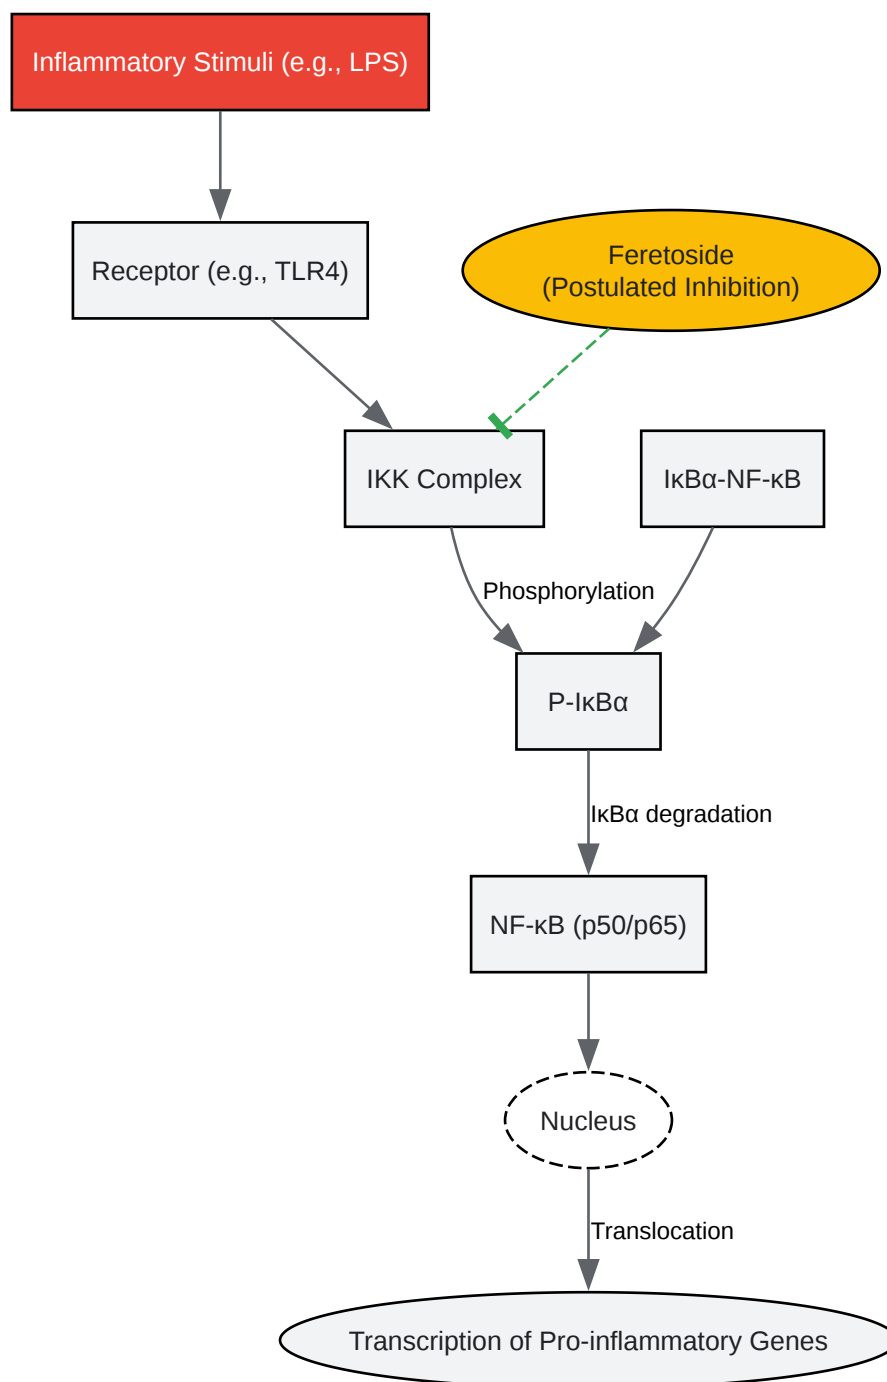 Inflammatory Stimuli (e.g., LPS)
Receptor (e.g., TLR4)
Feretoside
(Postulated Inhibition)
IKK Complex
IκBα-NF-κB
Phosphorylation
P-IκBα
IκBα degradation
NF-κB (p50/p65)
Nucleus
Translocation
Transcription of Pro-inflammatory Genes